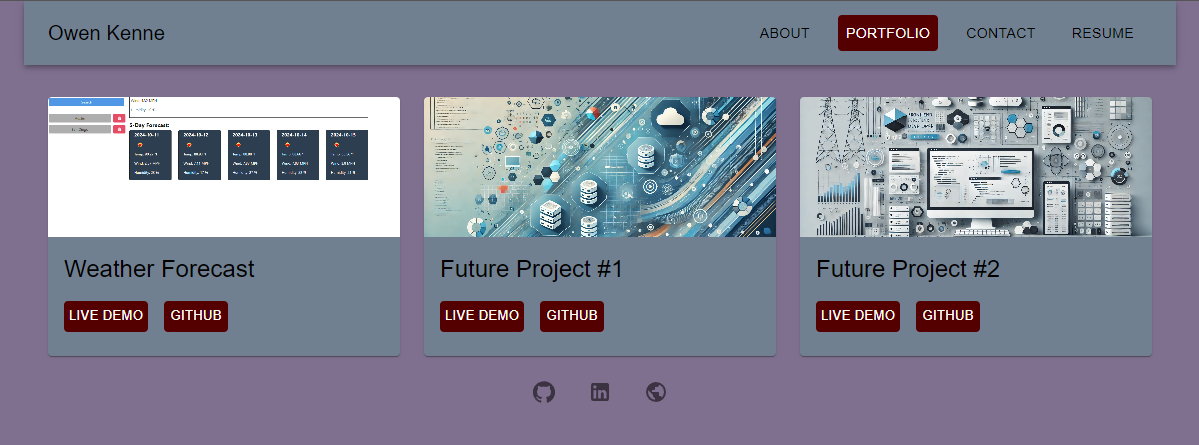 Owen Kenne
ABOUT
PORTFOLIO
CONTACT
RESUME
5-Day Forecast:
2024-10-11
2024-10-12
2024-10-13
2024-10-14
2024-10-15
Weather Forecast
LIVE DEMO
GITHUB
Future Project #1
LIVE DEMO
GITHUB
Future Project #2
LIVE DEMO
GITHUB